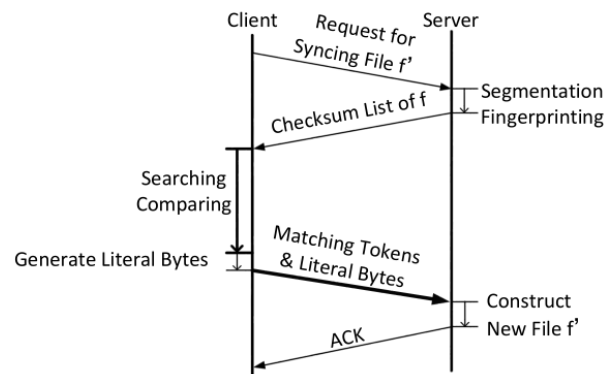 Client
Server
Request for
Syncing File f’
Segmentation
Fingerprinting
Checksum List of f
Searching
Comparing
Matching Tokens
& Literal Bytes
Generate Literal Bytes
Construct
New File f’
ACK